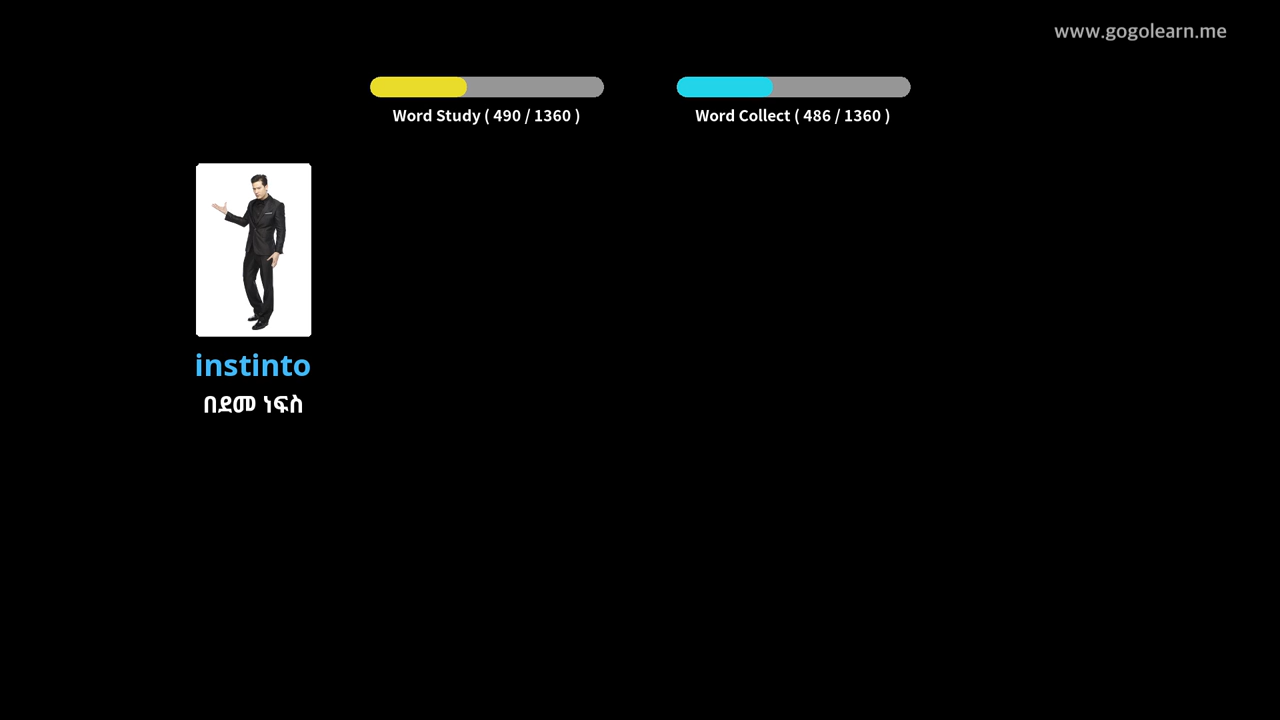 www.gogolearn.me
Word Study ( 490 / 1360 )
Word Collect ( 486 / 1360 )
instinto
በደመ ነፍስ